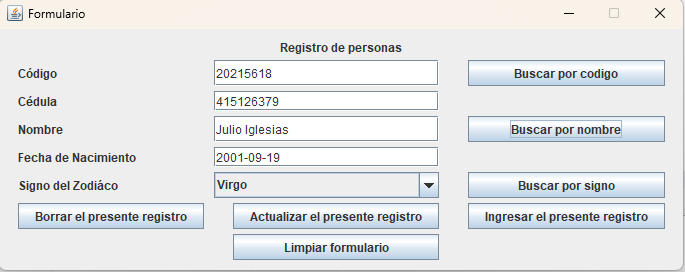 Formulario
Registro de personas
Código 20215618 Buscar por codigo
Cédula 415126379
Nombre Julio Iglesias Buscar por nombre
Fecha de Nacimiento 2001-09-19
Signo del Zodiáco Virgo Buscar por signo
Borrar el presente registro Actualizar el presente registro Ingresar el presente registro
Limpiar formulario